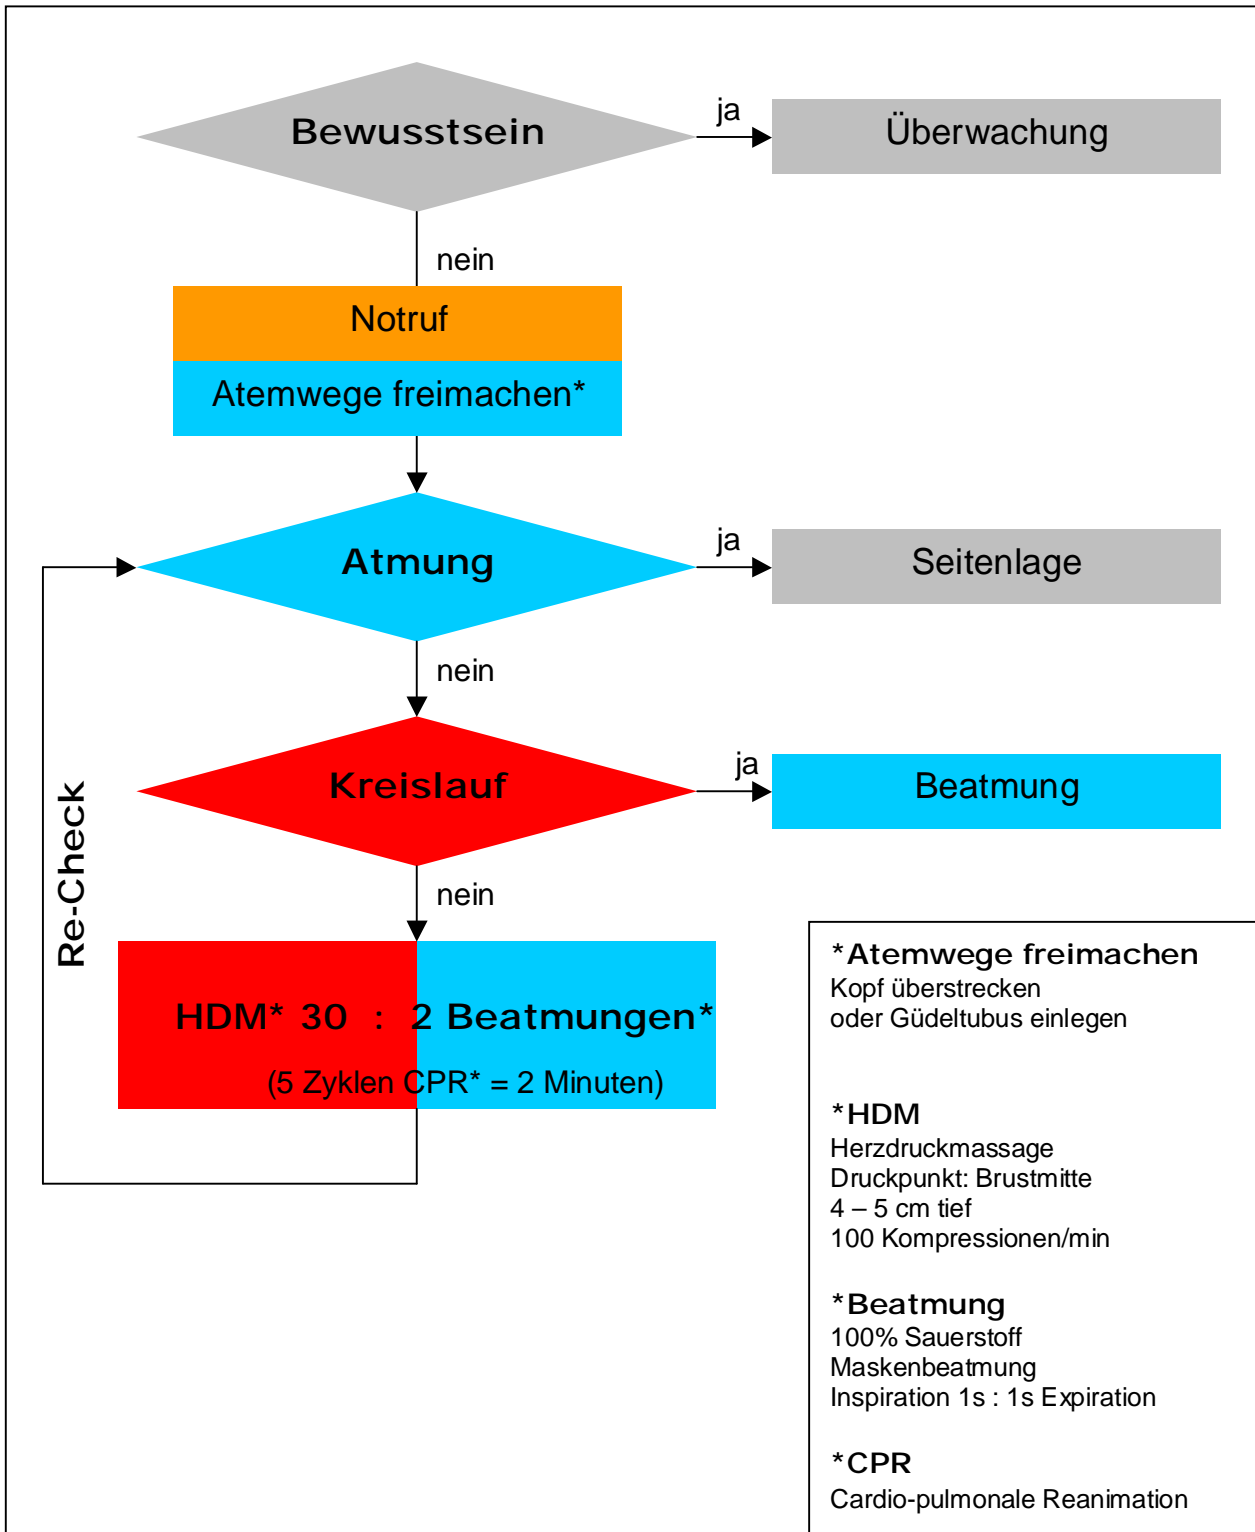 Bewusstsein
ja
Überwachung
nein
Notruf
Atemwege freimachen*
Atmung
ja
Seitenlage
nein
Kreislauf
ja
Beatmung
nein
Re-Check
HDM* 30 : 2 Beatmungen*
(5 Zyklen CPR* = 2 Minuten)
*Atemwege freimachen
Kopf überstrecken
oder Güdeltubus einlegen
*HDM
Herzdruckmassage
Druckpunkt: Brustmitte
4 – 5 cm tief
100 Kompressionen/min
*Beatmung
100% Sauerstoff
Maskenbeatmung
Inspiration 1s : 1s Expiration
*CPR
Cardio-pulmonale Reanimation